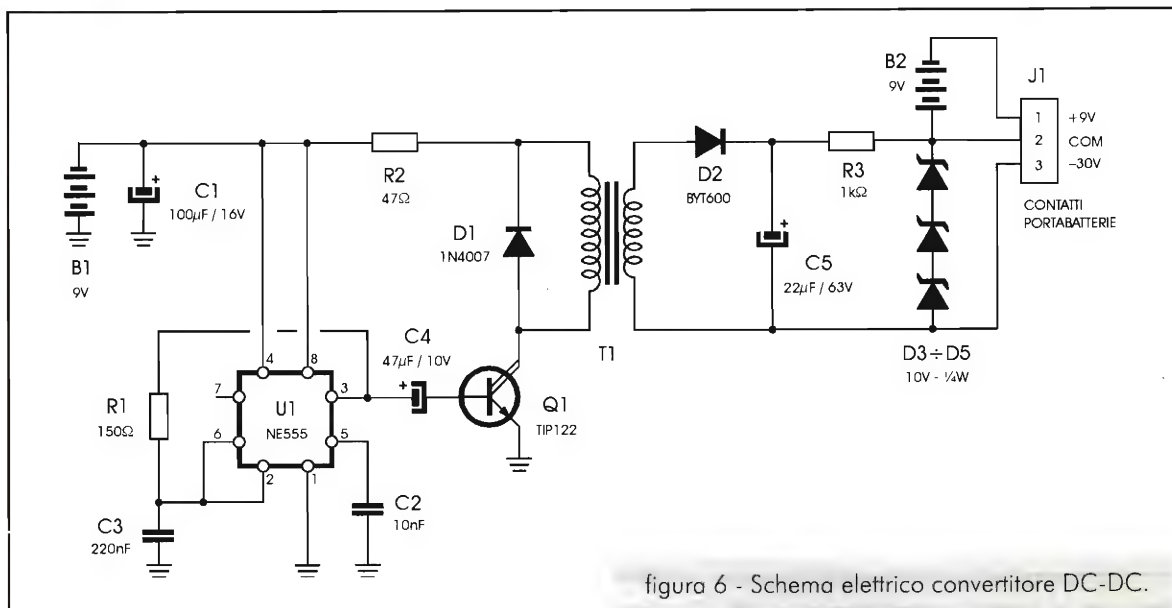 B2
9V
J1
1
+9V
2
COM
3
-30V
CONTATTI
PORTABATTERIE
B1
9V
C1
+
100µF / 16V
R2
47Ω
D1
1N4007
T1
D2
BYT600
C5
+
22µF / 63V
R3
1kΩ
D3÷D5
10V - ¼W
C4
47µF / 10V
+
Q1
TIP122
R1
150Ω
U1
NE555
4
8
7
3
6
5
2
1
C2
10nF
C3
220nF
figura 6 - Schema elettrico convertitore DC-DC.